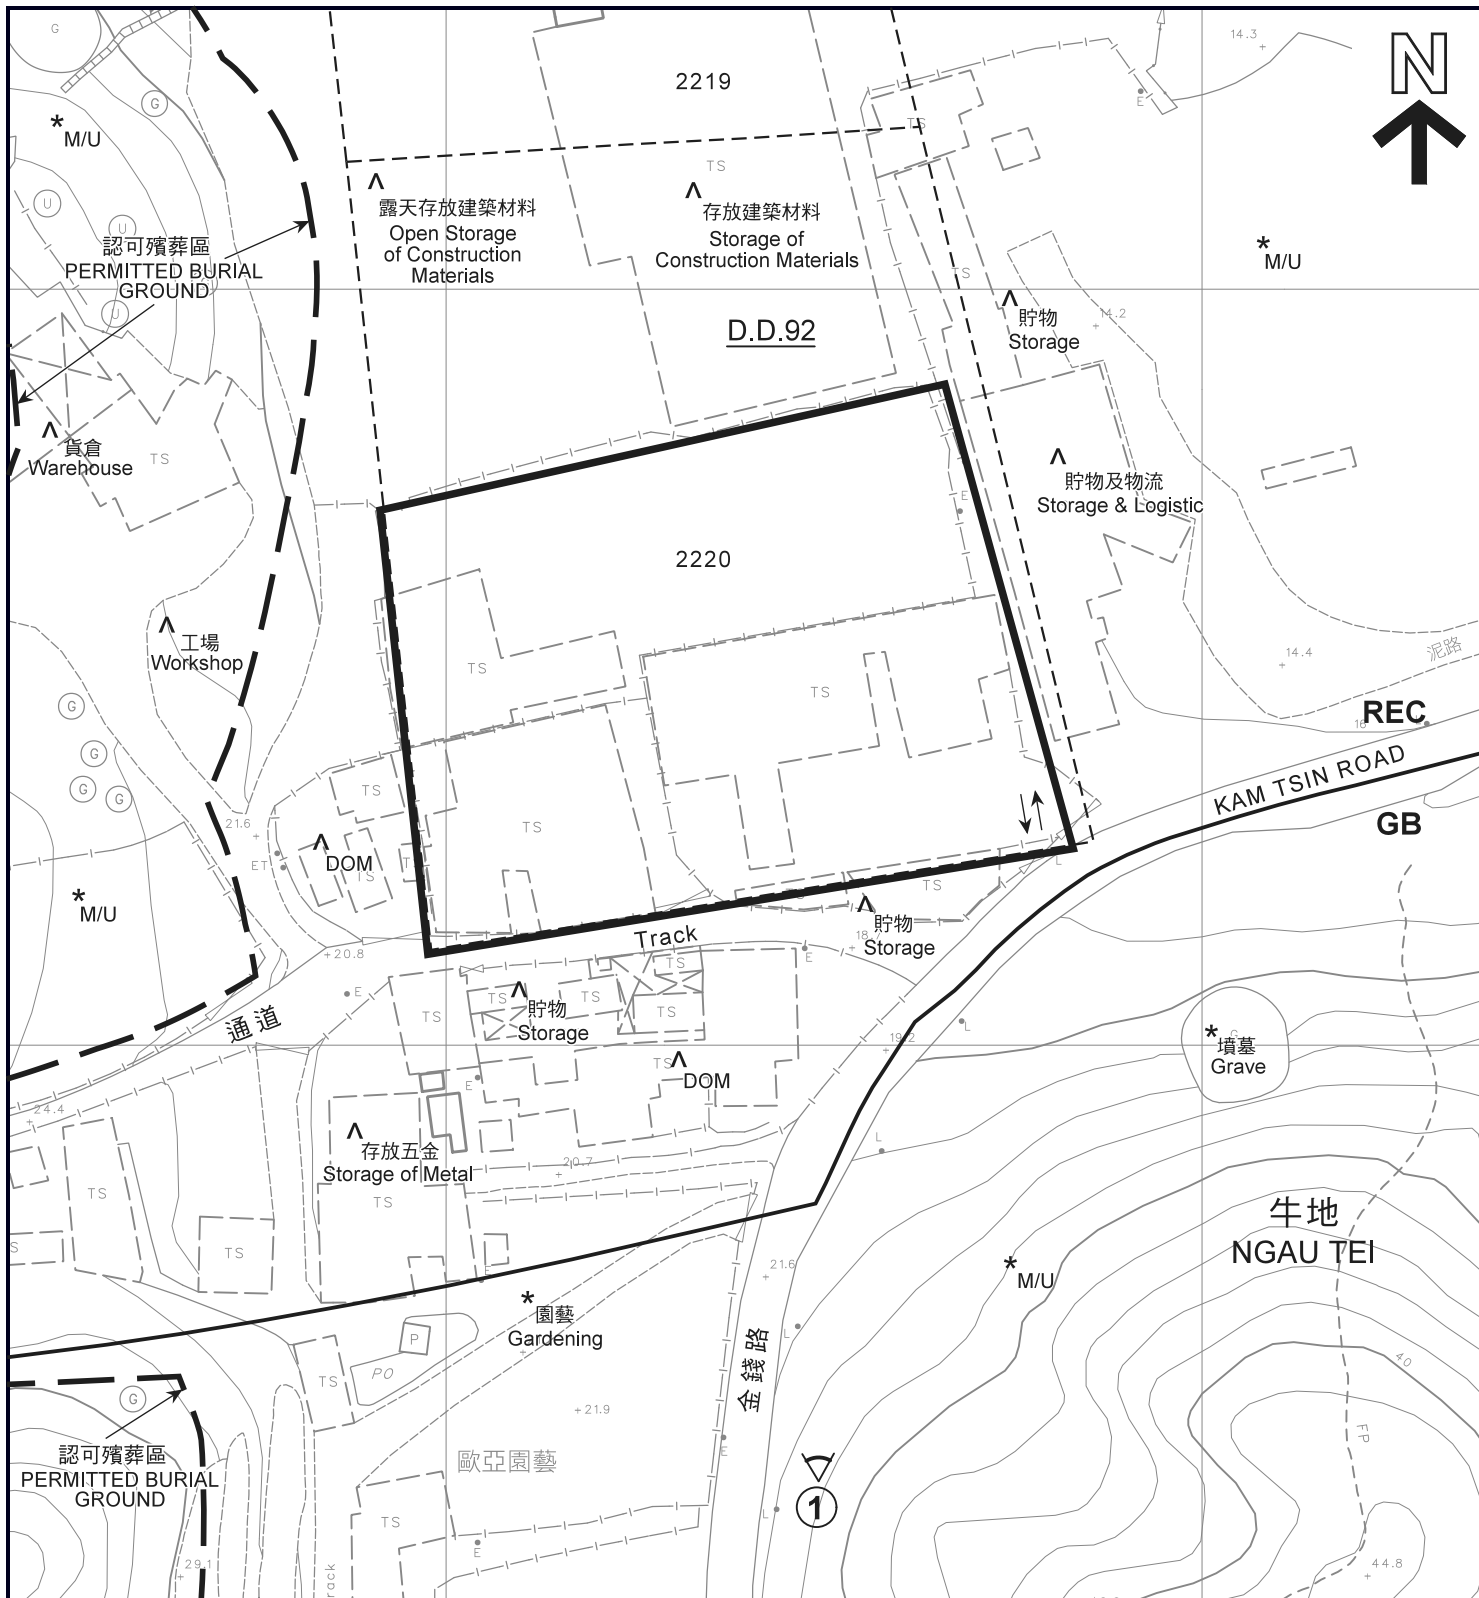 G
14.3
N
2219
E
TS
G
*
M/U
TS
^
^
露天存放建築材料
Open Storage
of Construction
Materials
存放建築材料
Storage of
Construction Materials
U
U
認可殯葬區
PERMITTED BURIAL
GROUND
*
M/U
TS
U
^
貯物
Storage
14.2
D.D.92
^
貨倉
Warehouse
TS
^
貯物及物流
Storage & Logistic
E
2220
^
工場
Workshop
14.4
泥路
TS
TS
G
REC
16
G
G
G
TS
KAM TSIN ROAD
21.6
TS
GB
^
DOM
ET
TS
T
L
*
M/U
TS
TS
^
貯物
Storage
18.7
Track
20.8
E
TS
E
TS
^
TS
貯物
Storage
TS
TS
L
通道
19.2
*
G
墳墓
Grave
TS
^
DOM
E
24.4
^
存放五金
Storage of Metal
L
20.7
TS
TS
牛地
NGAU TEI
S
TS
21.6
*
M/U
E
*
園藝
Gardening
L
P
PO
金錢路
40
TS
G
21.9
FP
認可殯葬區
PERMITTED BURIAL
GROUND
歐亞園藝
E
1
L
TS
E
29.1
44.8
rack